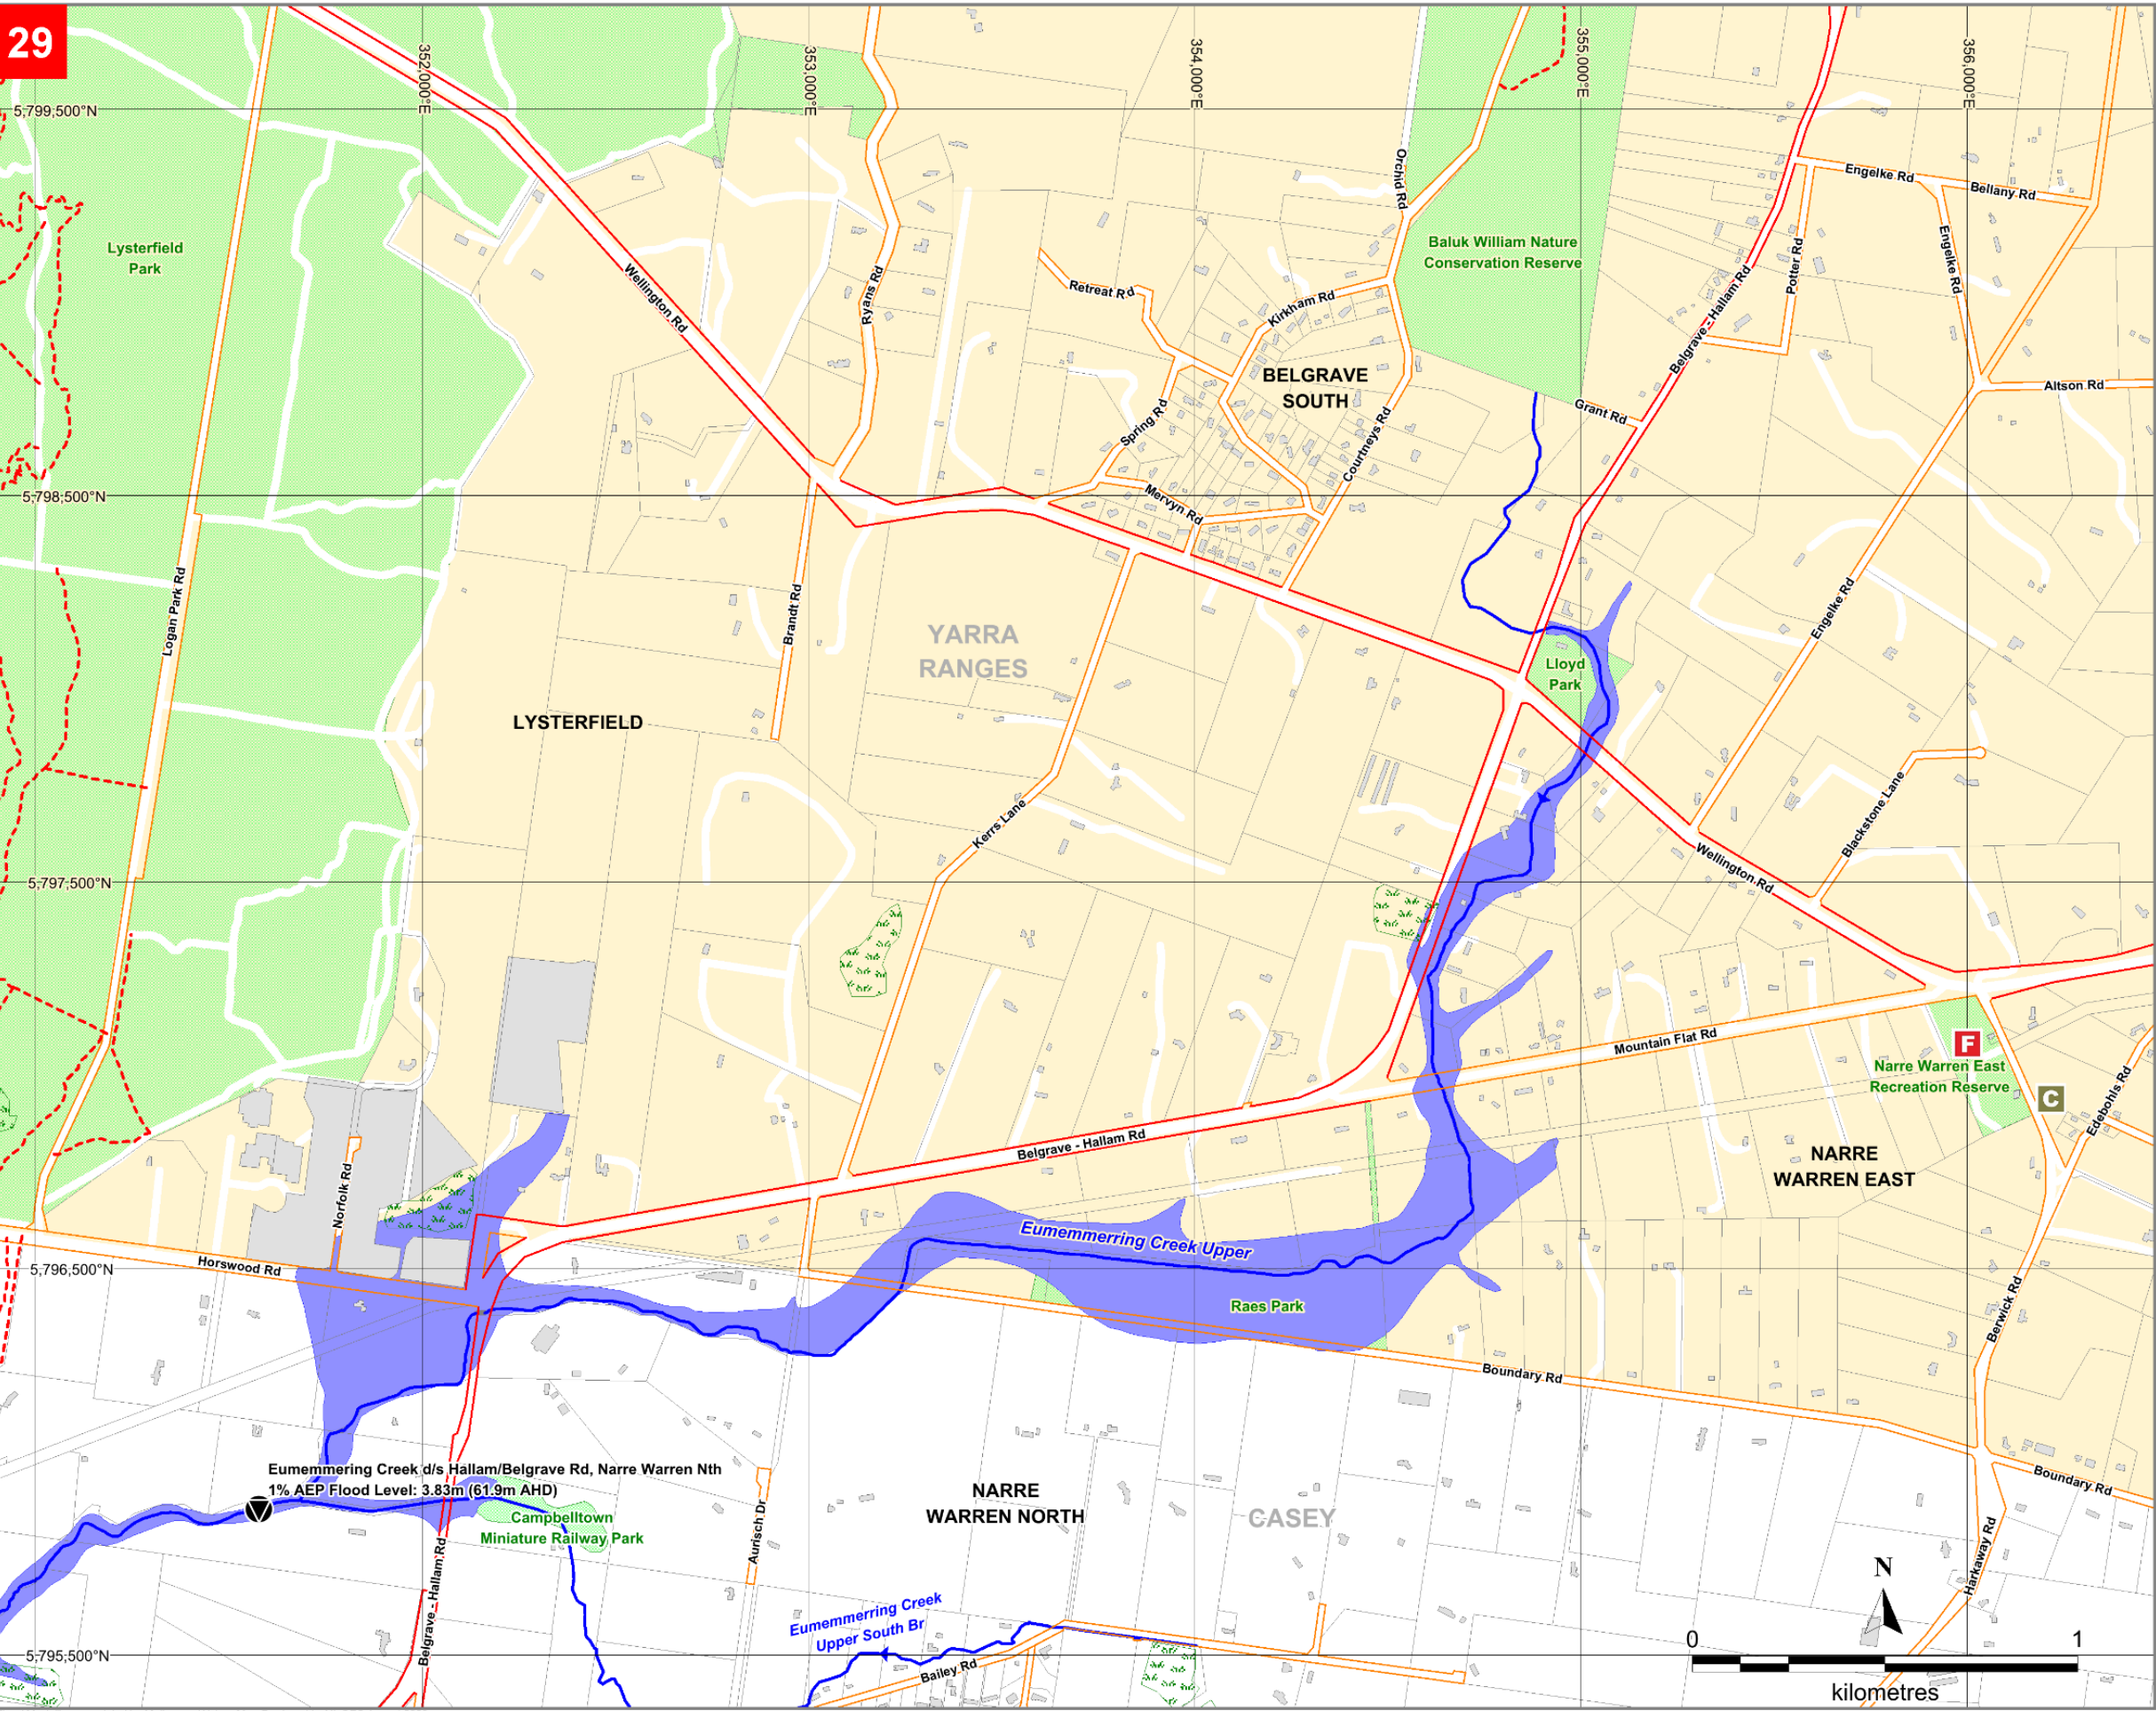 29
352,000°E
353,000°E
354,000°E
355,000°E
356,000°E
5,799,500°N
Orchid Rd
Engelke Rd
Bellany Rd
Lysterfield
Park
Baluk William Nature
Conservation Reserve
Engelke Rd
Potter Rd
Wellington Rd
Ryans Rd
Retreat Rd
Kirkham Rd
Belgrave - Hallam Rd
BELGRAVE
SOUTH
Altson Rd
Grant Rd
Spring Rd
Courtneys Rd
5,798,500°N
Mervyn Rd
Logan Park Rd
Brandt Rd
Engelke Rd
YARRA
RANGES
Lloyd
Park
LYSTERFIELD
Kerrs Lane
Blackstone Lane
Wellington Rd
5,797,500°N
Mountain Flat Rd
F
Narre Warren East
Recreation Reserve
C
Edebohls Rd
Belgrave - Hallam Rd
NARRE
WARREN EAST
Norfolk Rd
Eumemmerring Creek Upper
Horswood Rd
5,796,500°N
Raes Park
Berwick Rd
Boundary Rd
Eumemmering Creek d/s Hallam/Belgrave Rd, Narre Warren Nth
1% AEP Flood Level: 3.83m (61.9m AHD)
Boundary Rd
NARRE
WARREN NORTH
CASEY
Campbelltown
Miniature Railway Park
Aurisch Dr
Harkaway Rd
Belgrave - Hallam Rd
Eumemmerring Creek
Upper South Br
N
5,795,500°N
Bailey Rd
0
1
kilometres